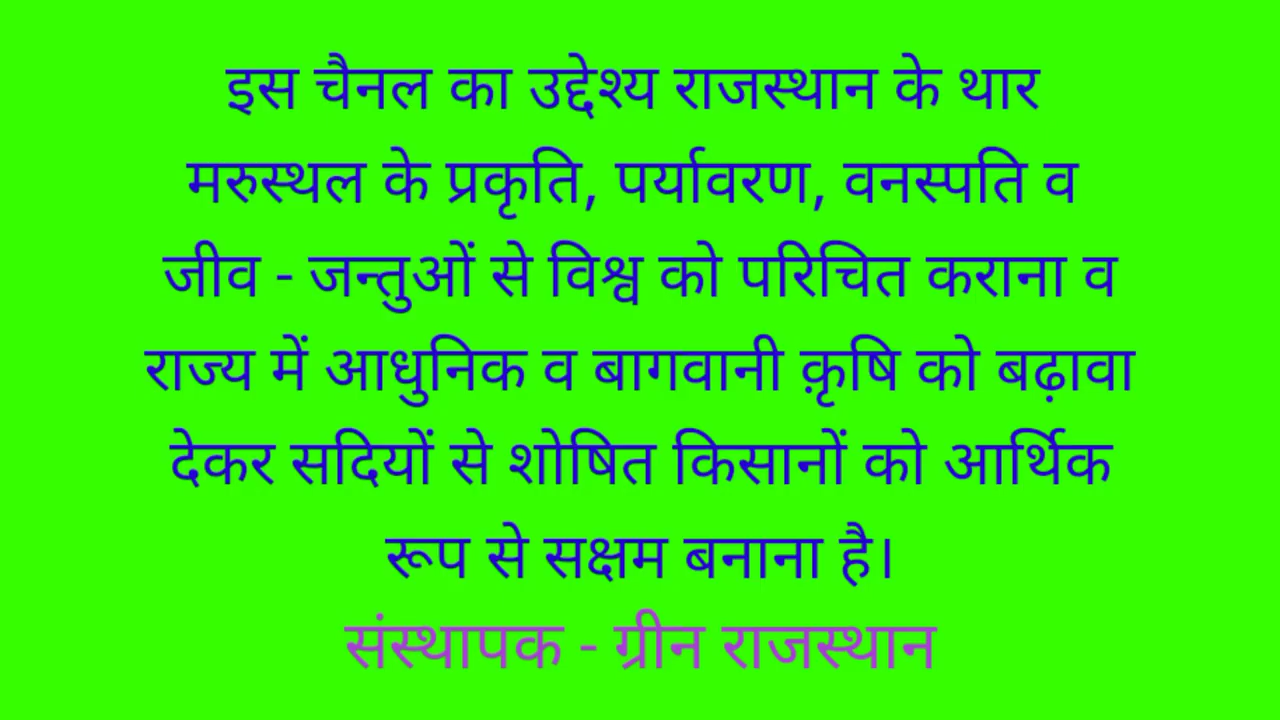 इस चैनल का उद्देश्य राजस्थान के थार
मरुस्थल के प्रकृति, पर्यावरण, वनस्पति व
जीव - जन्तुओं से विश्व को परिचित कराना व
राज्य में आधुनिक व बागवानी क़ृषि को बढ़ावा
देकर सदियों से शोषित किसानों को आर्थिक
रूप से सक्षम बनाना है।
संस्थापक - ग्रीन राजस्थान